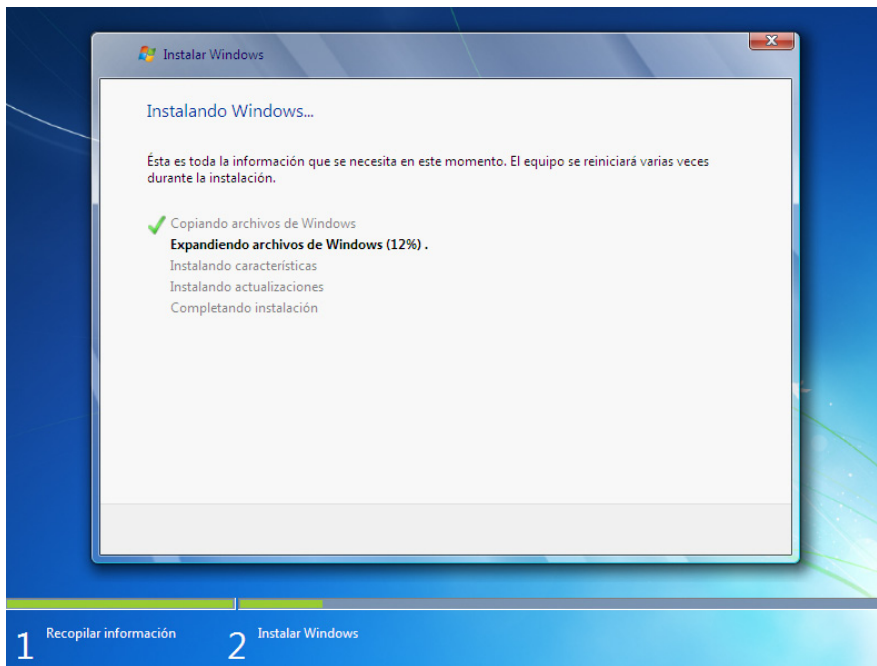 Instalar Windows
Instalando Windows...
Ésta es toda la información que se necesita en este momento. El equipo se reiniciará varias veces
durante la instalación.
Copiando archivos de Windows
Expandiendo archivos de Windows (12%) .
Instalando características
Instalando actualizaciones
Completando instalación
1 Recopilar información
2 Instalar Windows